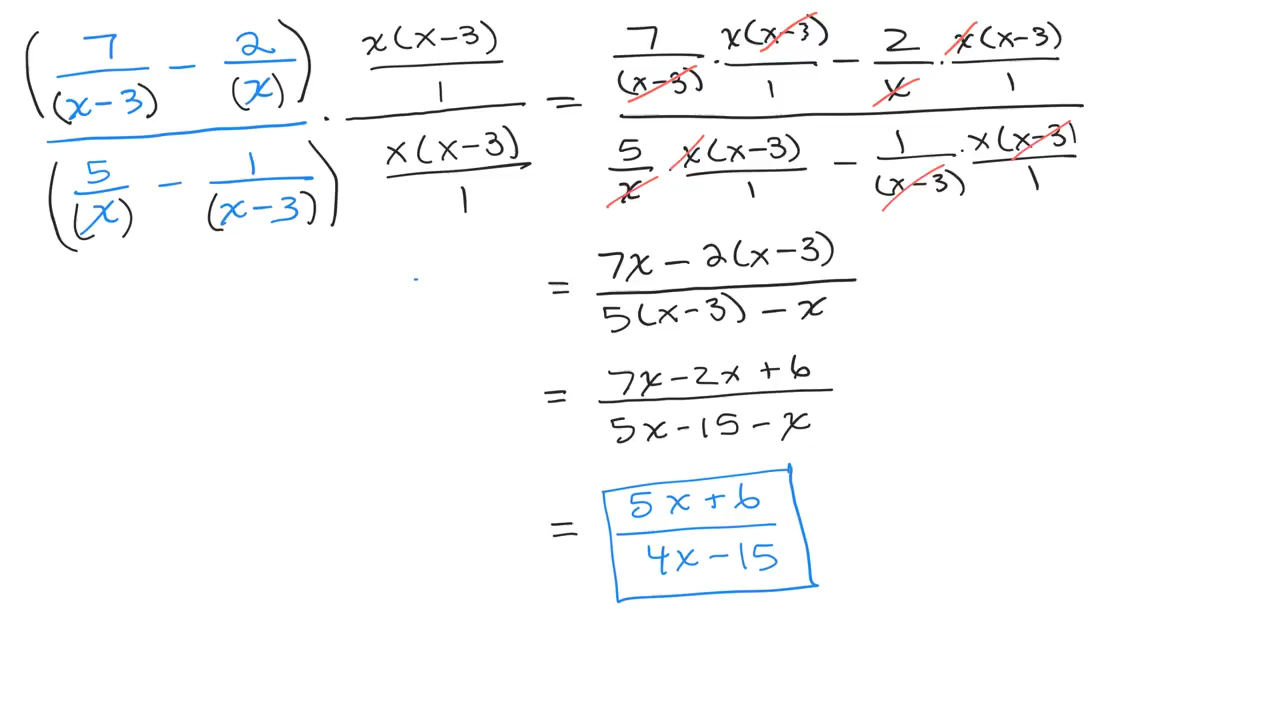 (7/(x-3) - 2/(x)) / (5/(x) - 1/(x-3)) · (x(x-3)/1) / (x(x-3)/1) = (7/(x-3) · x(x-3)/1 - 2/x · x(x-3)/1) / (5/x · x(x-3)/1 - 1/(x-3) · x(x-3)/1)
= (7x - 2(x-3)) / (5(x-3) - x)
= (7x - 2x + 6) / (5x - 15 - x)
= (5x + 6) / (4x - 15)